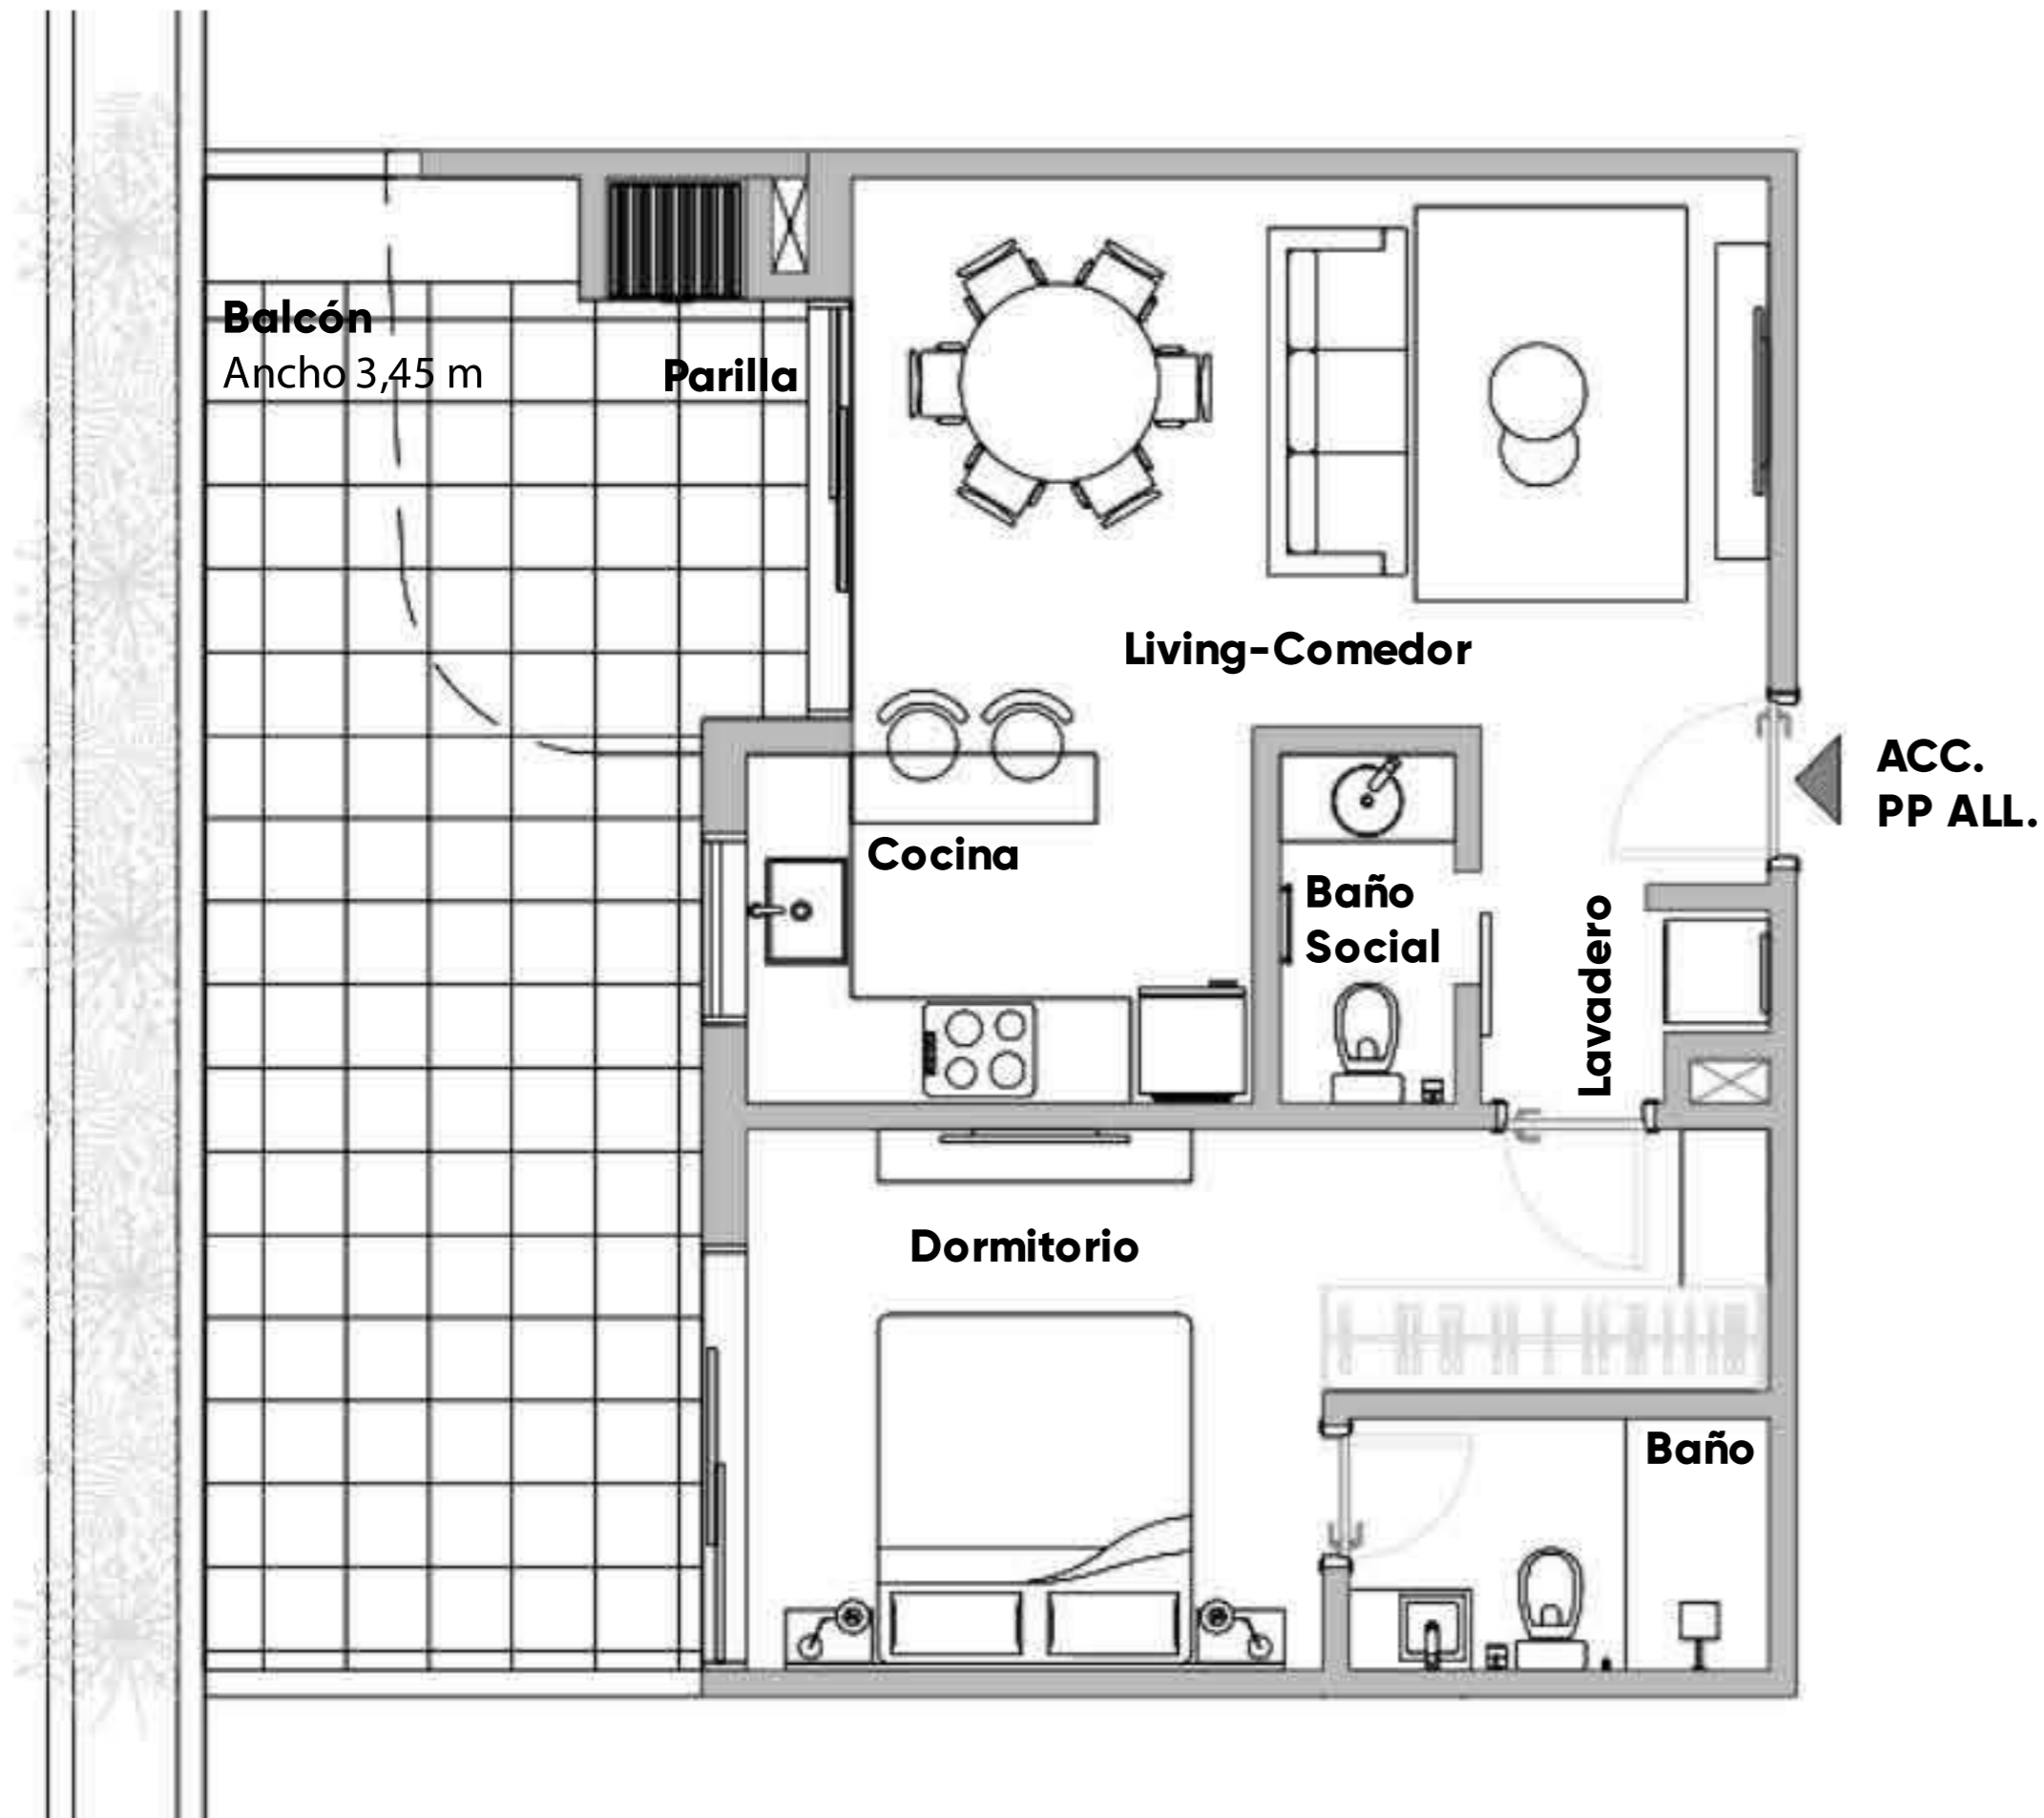 Balcón
Ancho 3,45 m
Parilla
Living-Comedor
ACC.
PP ALL.
Cocina
Baño
Social
Lavadero
Dormitorio
Baño